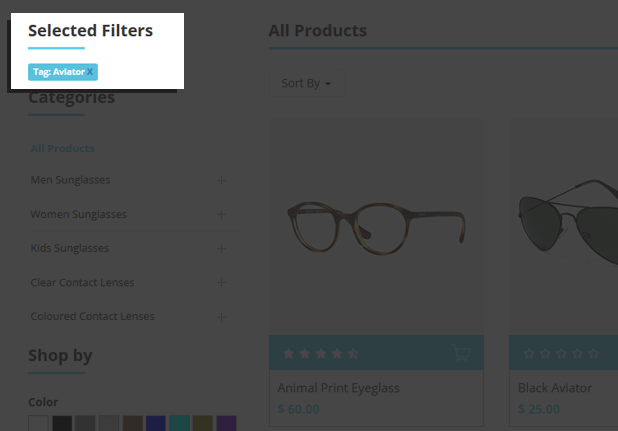 Selected Filters
Tag: Aviator X
Categories
All Products
Men Sunglasses
Women Sunglasses
Kids Sunglasses
Clear Contact Lenses
Coloured Contact Lenses
Shop by
Color
All Products
Sort By
Animal Print Eyeglass
$ 60.00
Black Aviator
$ 25.00